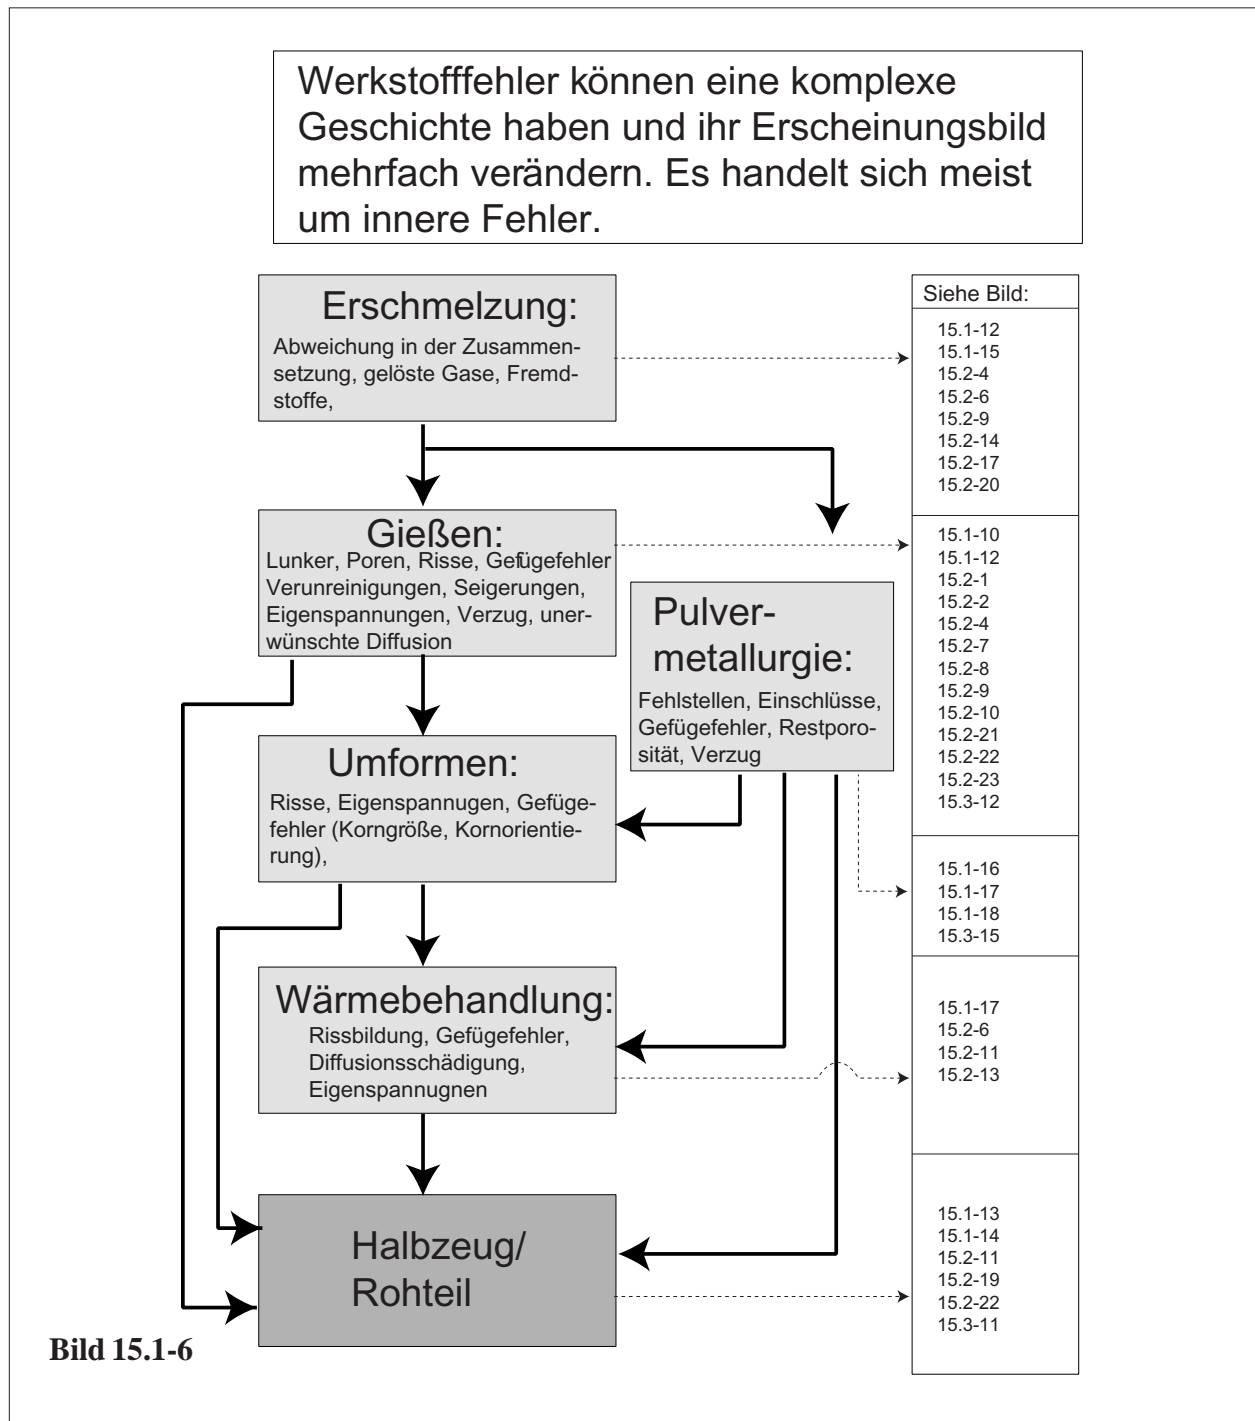 Werkstofffehler können eine komplexe
Geschichte haben und ihr Erscheinungsbild
mehrfach verändern. Es handelt sich meist
um innere Fehler.
Erschmelzung:
Abweichung in der Zusammen-
setzung, gelöste Gase, Fremd-
stoffe,
Gießen:
Lunker, Poren, Risse, Gefügefehler
Verunreinigungen, Seigerungen,
Eigenspannungen, Verzug, uner-
wünschte Diffusion
Pulver-
metallurgie:
Fehlstellen, Einschlüsse,
Gefügefehler, Restporo-
sität, Verzug
Umformen:
Risse, Eigenspannugen, Gefüge-
fehler (Korngröße, Kornorientie-
rung),
Wärmebehandlung:
Rissbildung, Gefügefehler,
Diffusionsschädigung,
Eigenspannugnen
Halbzeug/
Rohteil
Siehe Bild:
15.1-12
15.1-15
15.2-4
15.2-6
15.2-9
15.2-14
15.2-17
15.2-20
15.1-10
15.1-12
15.2-1
15.2-2
15.2-4
15.2-7
15.2-8
15.2-9
15.2-10
15.2-21
15.2-22
15.2-23
15.3-12
15.1-16
15.1-17
15.1-18
15.3-15
15.1-17
15.2-6
15.2-11
15.2-13
15.1-13
15.1-14
15.2-11
15.2-19
15.2-22
15.3-11
Bild 15.1-6